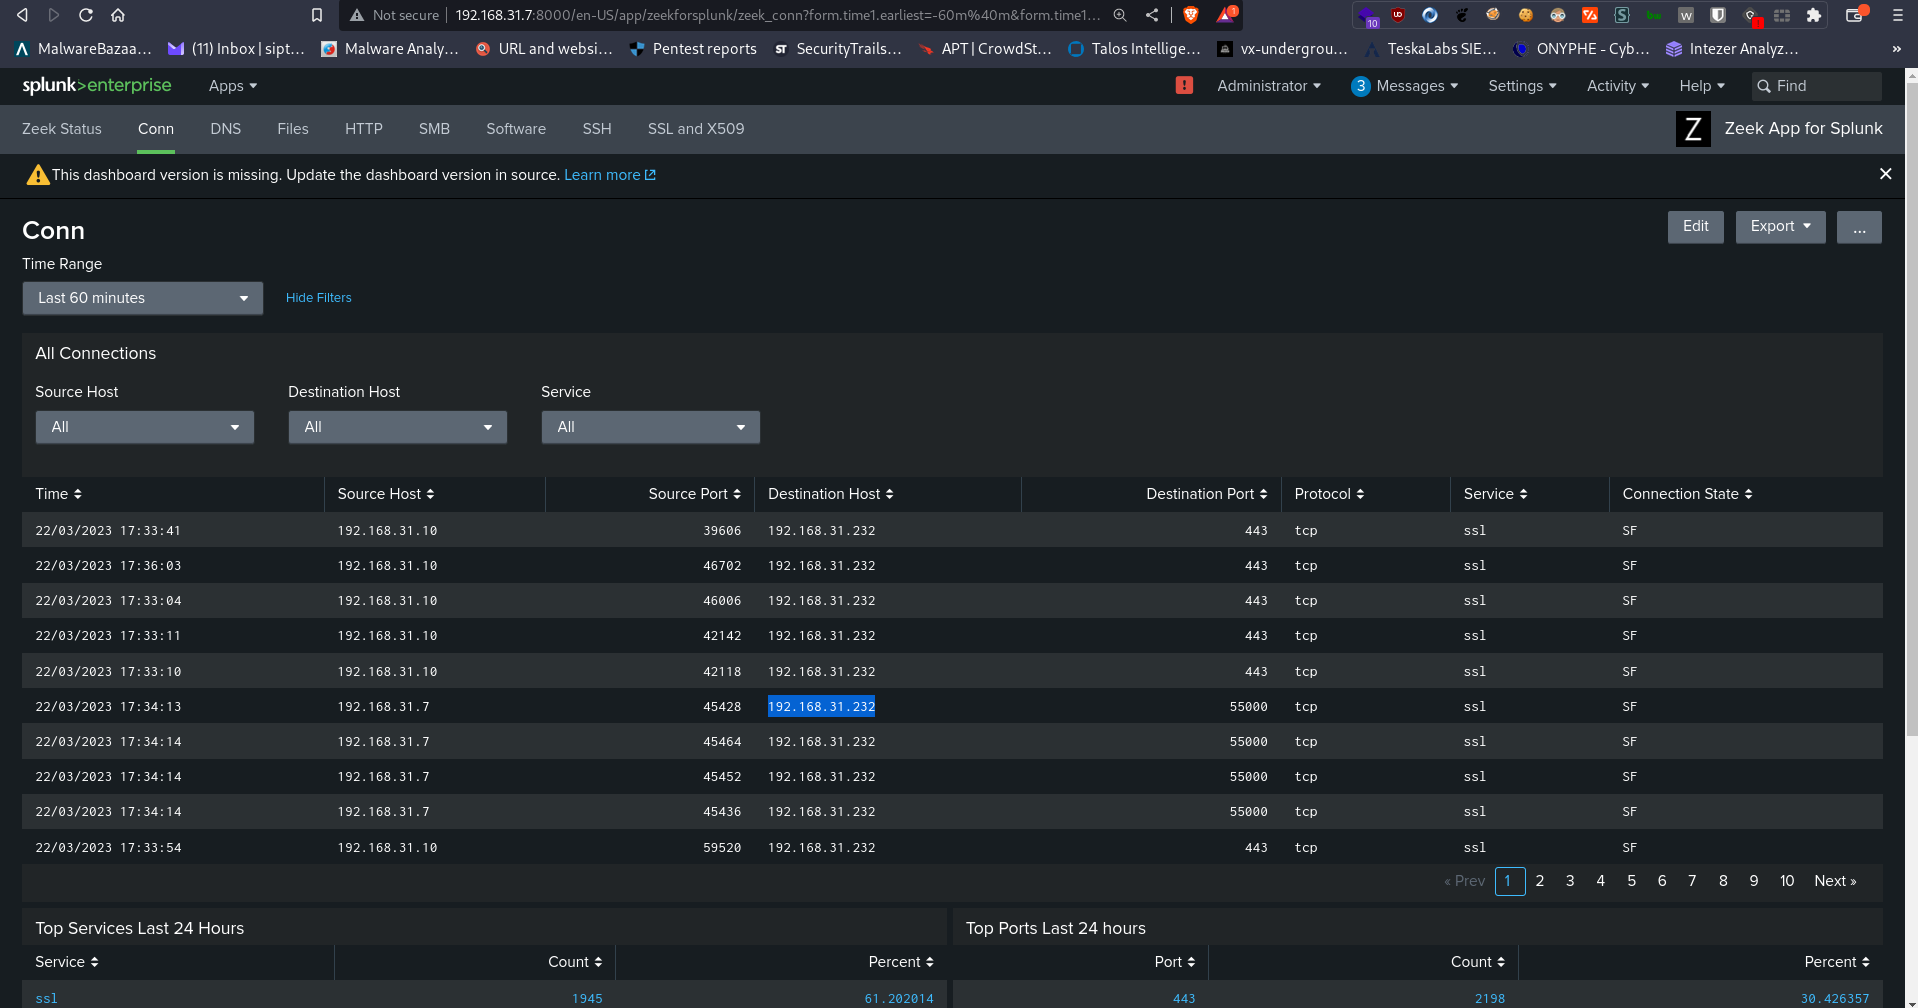 Not secure 192.168.31.7:8000/en-US/app/zeekforsplunk/zeek_conn?form.time1.earliest=-60m%40m&form.time1... 1 10 UD bw W 1
MalwareBazaa... (11) Inbox | sipt... Malware Analy... URL and websi... Pentest reports ST SecurityTrails... APT | CrowdSt... Talos Intellige... vx-undergrou... TeskaLabs SIE... ONYPHE - Cyb... Intezer Analyz... »
splunk>enterprise Apps ! Administrator 3 Messages Settings Activity Help Find
Zeek Status Conn DNS Files HTTP SMB Software SSH SSL and X509 Z Zeek App for Splunk
This dashboard version is missing. Update the dashboard version in source. Learn more
Conn Edit Export ...
Time Range
Last 60 minutes Hide Filters
All Connections
Source Host Destination Host Service
All All All
Time Source Host Source Port Destination Host Destination Port Protocol Service Connection State
22/03/2023 17:33:41 192.168.31.10 39606 192.168.31.232 443 tcp ssl SF
22/03/2023 17:36:03 192.168.31.10 46702 192.168.31.232 443 tcp ssl SF
22/03/2023 17:33:04 192.168.31.10 46006 192.168.31.232 443 tcp ssl SF
22/03/2023 17:33:11 192.168.31.10 42142 192.168.31.232 443 tcp ssl SF
22/03/2023 17:33:10 192.168.31.10 42118 192.168.31.232 443 tcp ssl SF
22/03/2023 17:34:13 192.168.31.7 45428 192.168.31.232 55000 tcp ssl SF
22/03/2023 17:34:14 192.168.31.7 45464 192.168.31.232 55000 tcp ssl SF
22/03/2023 17:34:14 192.168.31.7 45452 192.168.31.232 55000 tcp ssl SF
22/03/2023 17:34:14 192.168.31.7 45436 192.168.31.232 55000 tcp ssl SF
22/03/2023 17:33:54 192.168.31.10 59520 192.168.31.232 443 tcp ssl SF
« Prev 1 2 3 4 5 6 7 8 9 10 Next »
Top Services Last 24 Hours Top Ports Last 24 hours
Service Count Percent Port Count Percent
ssl 1945 61.202014 443 2198 30.426357